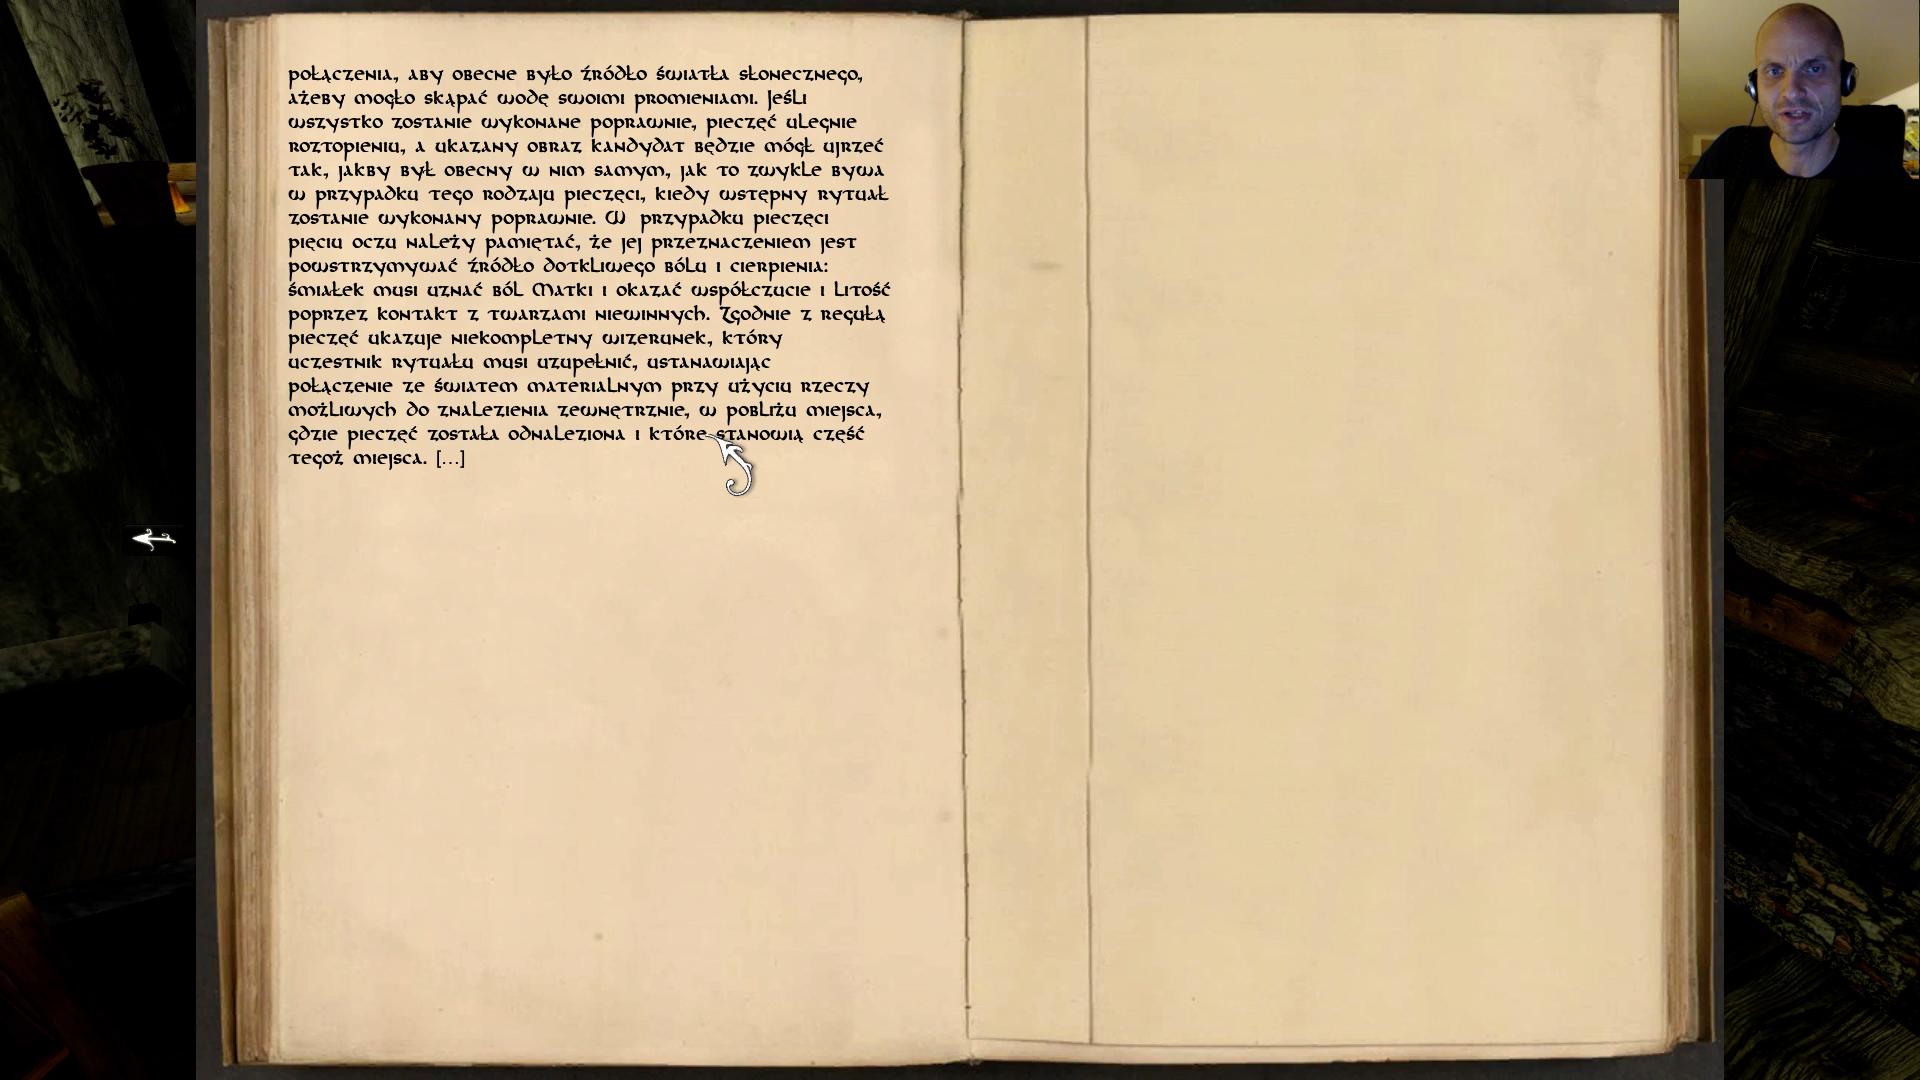 połączenia, aby obecne było źródło światła słonecznego,
ażeby mogło skąpać wodę swoimi promieniami. Jeśli
wszystko zostanie wykonane poprawnie, pieczęć ulegnie
roztopieniu, a ukazany obraz kandydat będzie mógł ujrzeć
tak, jakby był obecny w nim samym, jak to zwykle bywa
w przypadku tego rodzaju pieczęci, kiedy wstępny rytuał
zostanie wykonany poprawnie. W przypadku pieczęci
pięciu oczu należy pamiętać, że jej przeznaczeniem jest
powstrzymywać źródło dotkliwego bólu i cierpienia:
śmiałek musi uznać ból Matki i okazać współczucie i litość
poprzez kontakt z twarzami niewinnych. Zgodnie z regułą
pieczęć ukazuje niekompletny wizerunek, który
uczestnik rytuału musi uzupełnić, ustanawiając
połączenie ze światem materialnym przy użyciu rzeczy
możliwych do znalezienia zewnętrznie, w pobliżu miejsca,
gdzie pieczęć została odnaleziona i które stanowią część
tegoż miejsca. [...]